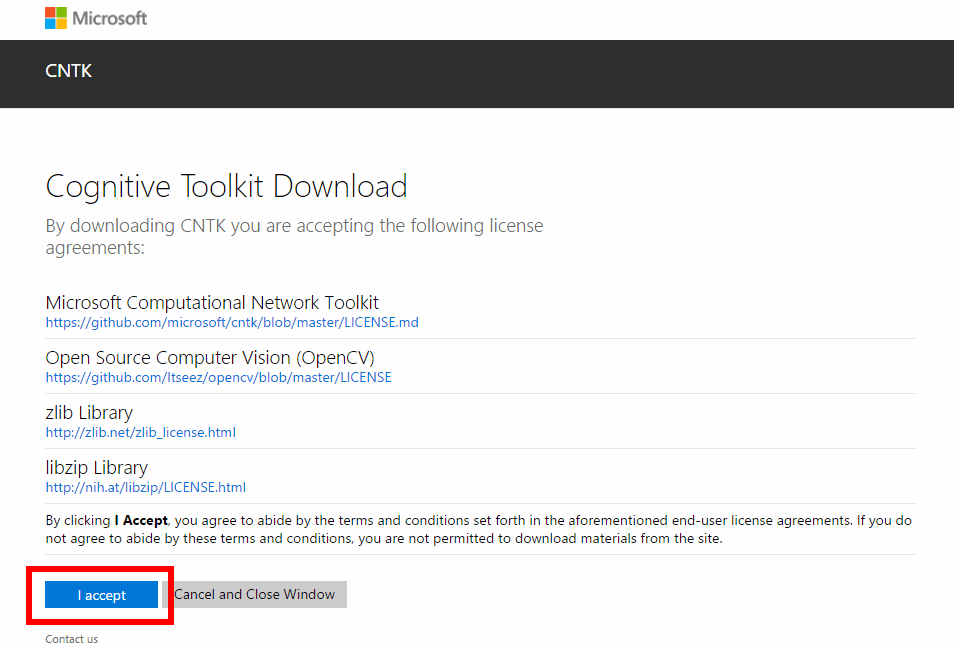 Microsoft
CNTK
Cognitive Toolkit Download
By downloading CNTK you are accepting the following license
agreements:
Microsoft Computational Network Toolkit
https://github.com/microsoft/cntk/blob/master/LICENSE.md
Open Source Computer Vision (OpenCV)
https://github.com/Itseez/opencv/blob/master/LICENSE
zlib Library
http://zlib.net/zlib_license.html
libzip Library
http://nih.at/libzip/LICENSE.html
By clicking I Accept, you agree to abide by the terms and conditions set forth in the aforementioned end-user license agreements. If you do
not agree to abide by these terms and conditions, you are not permitted to download materials from the site.
I accept Cancel and Close Window
Contact us